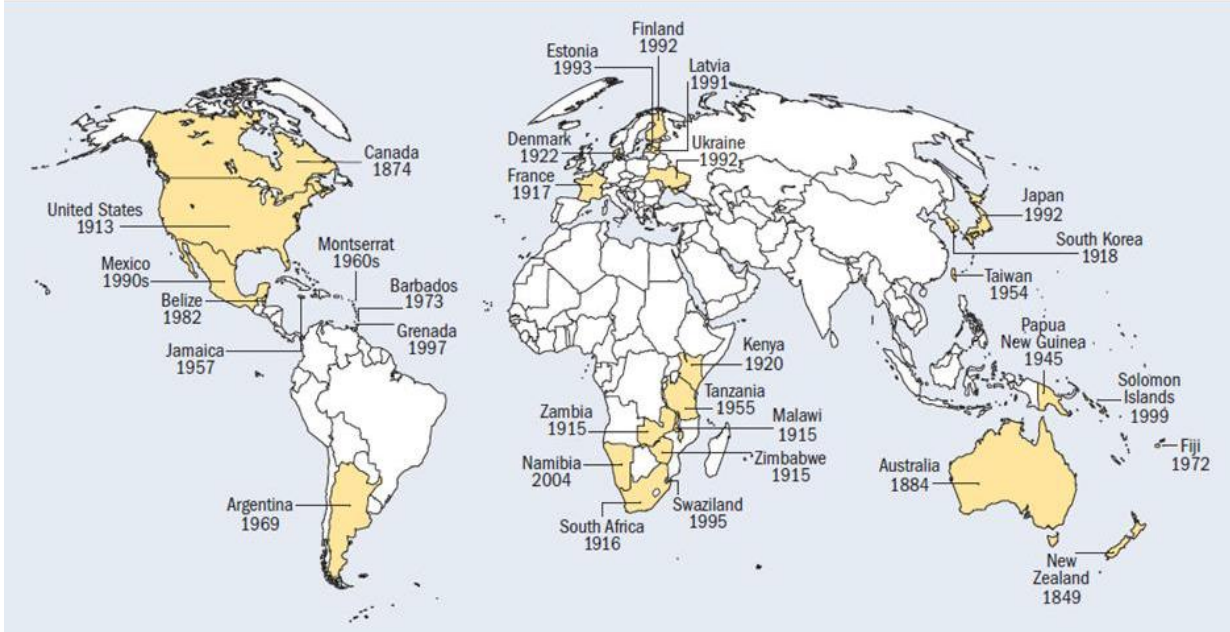 Finland
1992
Estonia
1993
Latvia
1991
Denmark
1922
Ukraine
1992
France
1917
Canada
1874
United States
1913
Mexico
1990s
Belize
1982
Jamaica
1957
Montserrat
1960s
Barbados
1973
Grenada
1997
Argentina
1969
Kenya
1920
Tanzania
1955
Zambia
1915
Malawi
1915
Namibia
2004
Zimbabwe
1915
Swaziland
1995
South Africa
1916
Japan
1992
South Korea
1918
Taiwan
1954
Papua
New Guinea
1945
Solomon
Islands
1999
Fiji
1972
Australia
1884
New
Zealand
1849